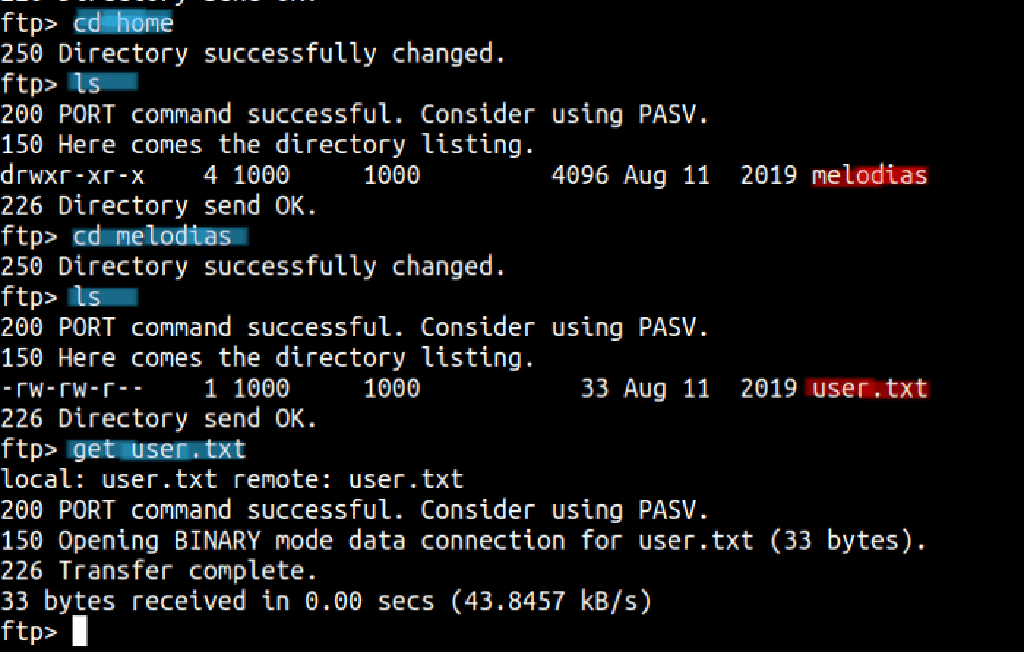 ftp> cd home
250 Directory successfully changed.
ftp> ls
200 PORT command successful. Consider using PASV.
150 Here comes the directory listing.
drwxr-xr-x    4 1000     1000         4096 Aug 11  2019 melodias
226 Directory send OK.
ftp> cd melodias
250 Directory successfully changed.
ftp> ls
200 PORT command successful. Consider using PASV.
150 Here comes the directory listing.
-rw-rw-r--    1 1000     1000           33 Aug 11  2019 user.txt
226 Directory send OK.
ftp> get user.txt
local: user.txt remote: user.txt
200 PORT command successful. Consider using PASV.
150 Opening BINARY mode data connection for user.txt (33 bytes).
226 Transfer complete.
33 bytes received in 0.00 secs (43.8457 kB/s)
ftp>